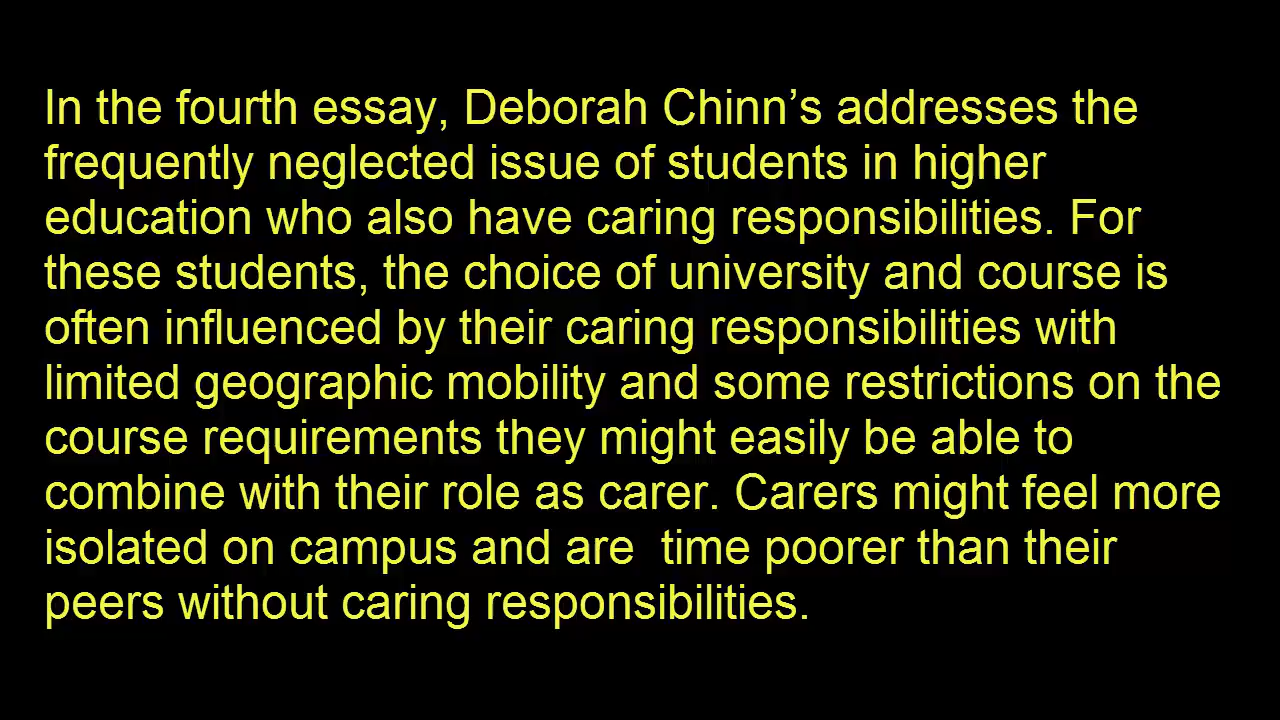 In the fourth essay, Deborah Chinn’s addresses the
frequently neglected issue of students in higher
education who also have caring responsibilities. For
these students, the choice of university and course is
often influenced by their caring responsibilities with
limited geographic mobility and some restrictions on the
course requirements they might easily be able to
combine with their role as carer. Carers might feel more
isolated on campus and are  time poorer than their
peers without caring responsibilities.